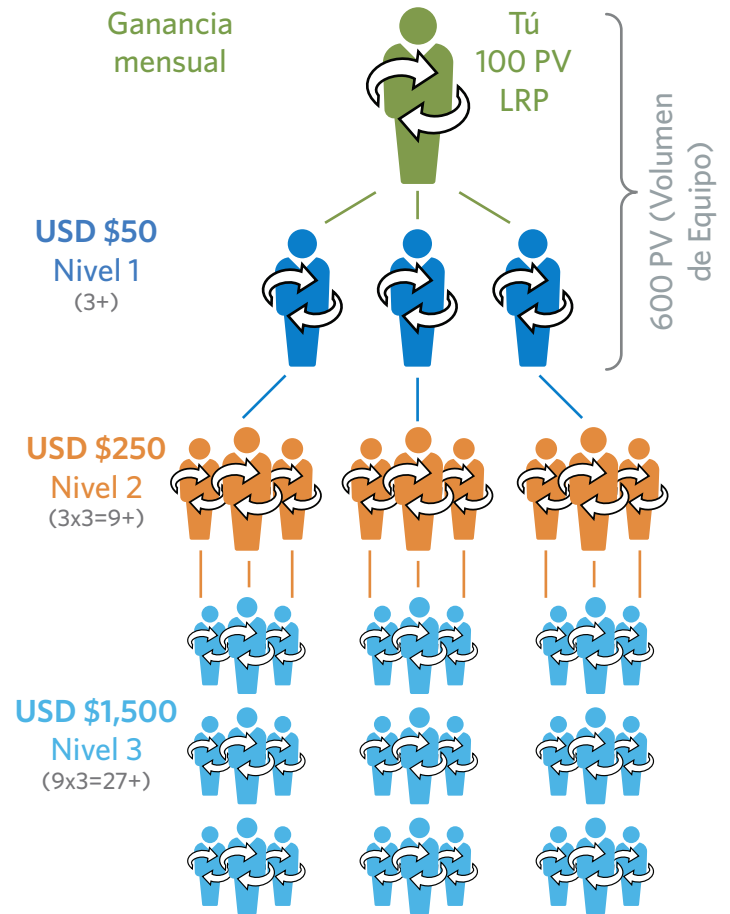 Ganancia
mensual
Tú
100 PV
LRP
600 PV (Volumen
de Equipo)
USD $50
Nivel 1
(3+)
USD $250
Nivel 2
(3x3=9+)
USD $1,500
Nivel 3
(9x3=27+)